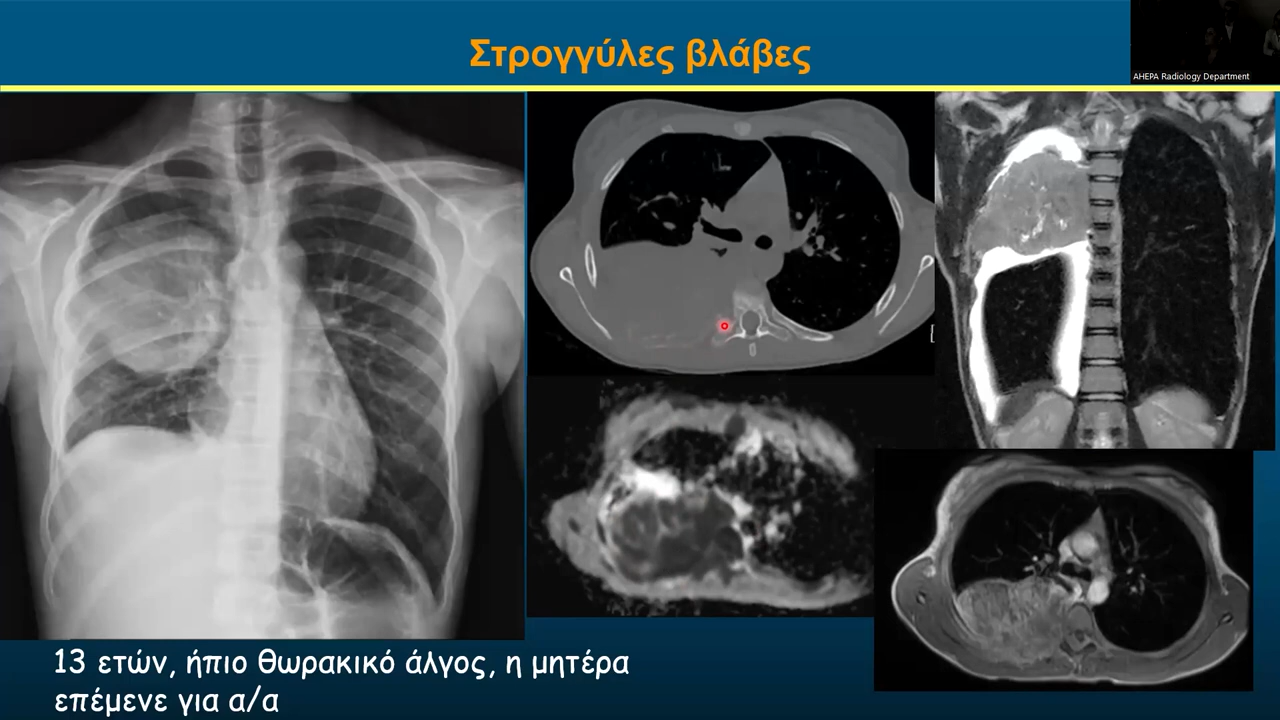 Στρογγύλες βλάβες
AHEPA Radiology Department
13 ετών, ήπιο θωρακικό άλγος, η μητέρα
επέμενε για α/α